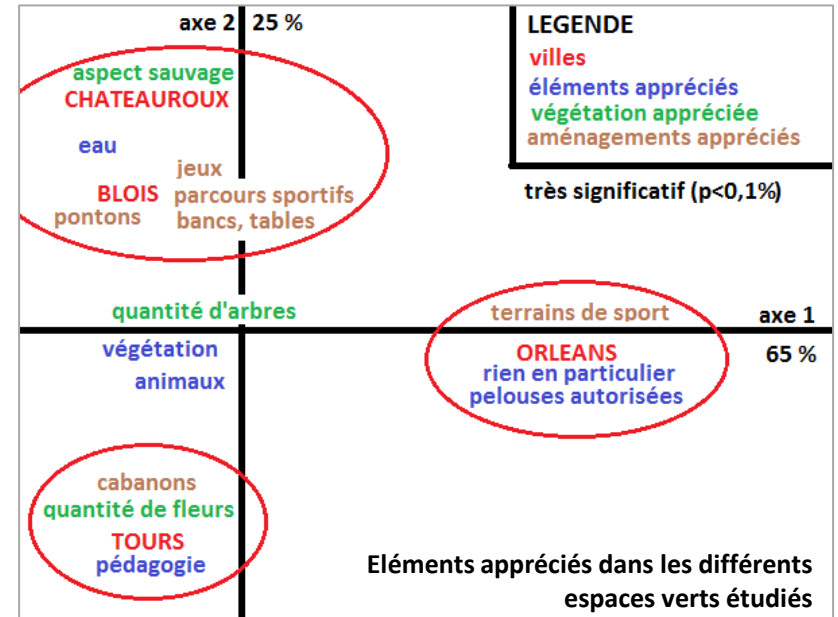 axe 2 25 %
LEGENDE
villes
éléments appréciés
végétation appréciée
aménagements appréciés
très significatif (p<0,1%)
aspect sauvage
CHATEAUROUX
eau
jeux
BLOIS parcours sportifs
pontons bancs, tables
quantité d'arbres
terrains de sport
axe 1
végétation
ORLEANS
65 %
animaux
rien en particulier
pelouses autorisées
cabanons
quantité de fleurs
TOURS
pédagogie
Eléments appréciés dans les différents
espaces verts étudiés